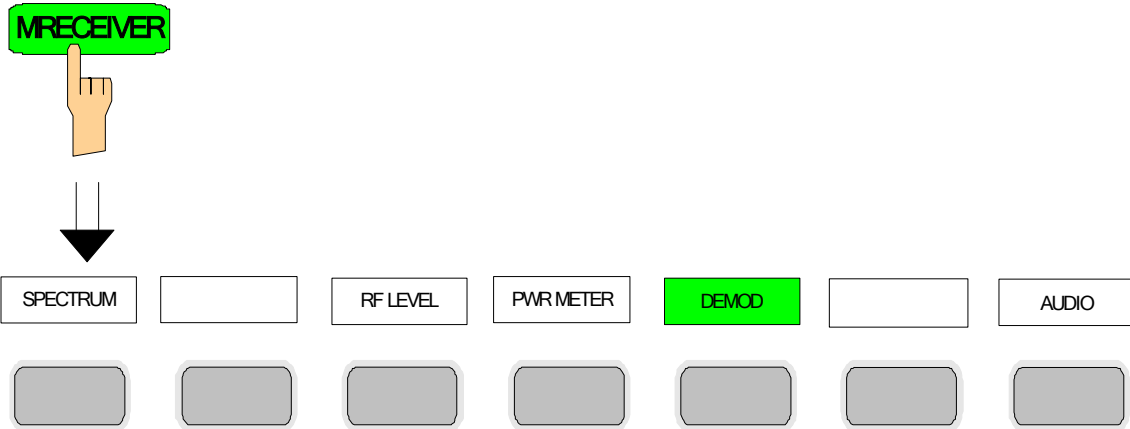 MRECEIVER
SPECTRUM
RF LEVEL
PWR METER
DEMOD
AUDIO